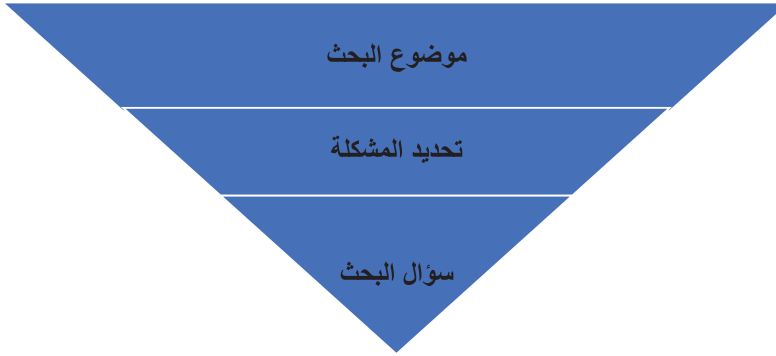 موضوع البحث
تحديد المشكلة
سؤال البحث